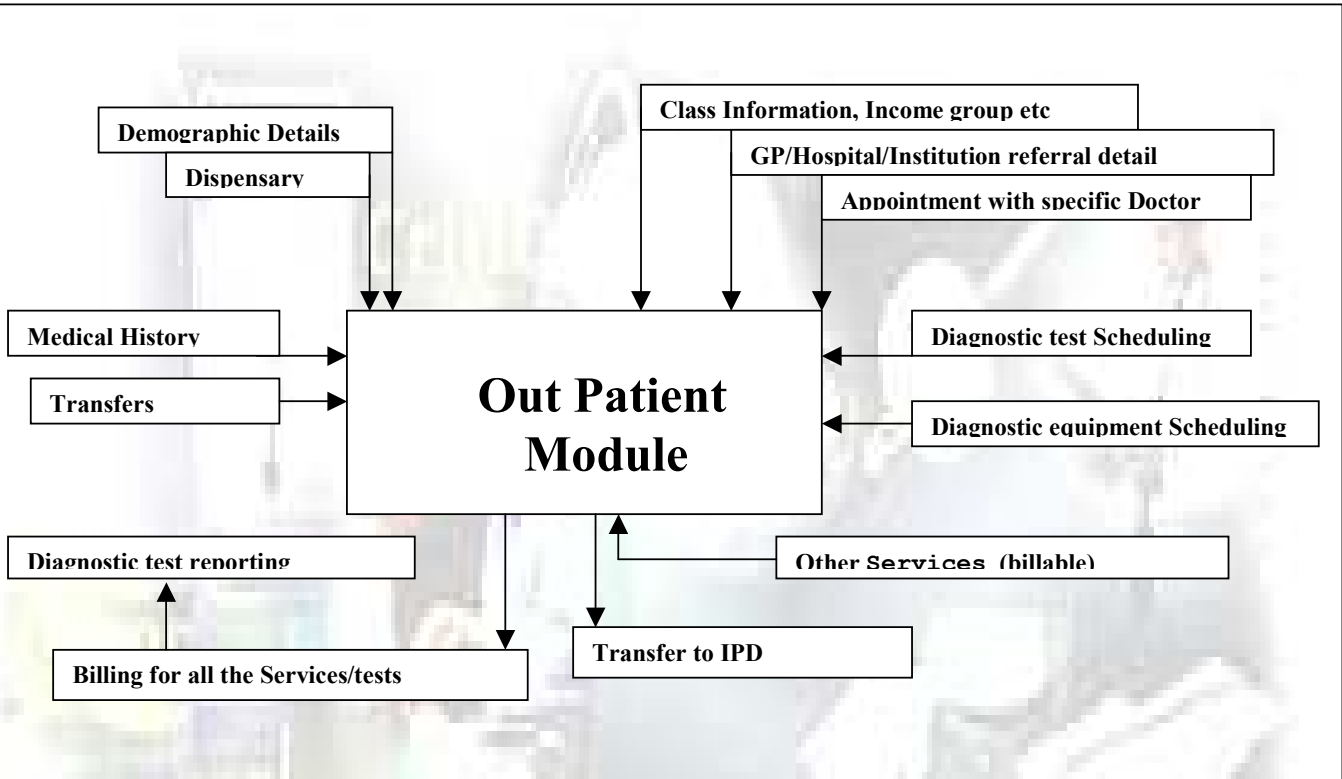 Demographic Details
Dispensary
Class Information, Income group etc
GP/Hospital/Institution referral detail
Appointment with specific Doctor
Medical History
Transfers
Out Patient
Module
Diagnostic test Scheduling
Diagnostic equipment Scheduling
Diagnostic test reporting
Other Services (billable)
Billing for all the Services/tests
Transfer to IPD